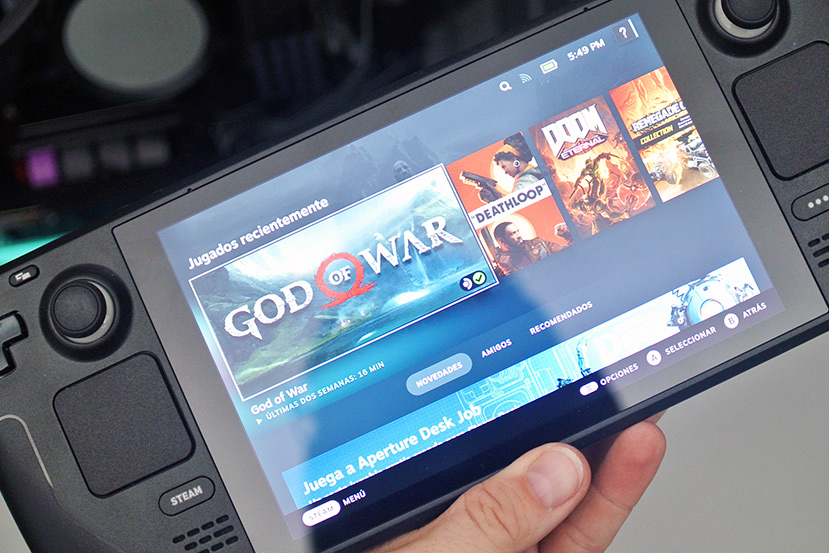 5:49 PM
?
Jugados recientemente
GOD OF WAR
"DEATHLOOP"
DOOM
ETERNAL
RENEGADE
COLLECTION
God of War
ÚLTIMAS DOS SEMANAS: 16 MIN
NOVEDADES
AMIGOS
RECOMENDADOS
Juega a Aperture Desk Job
STEAM MENÚ
OPCIONES
A SELECCIONAR
B ATRÁS
STEAM